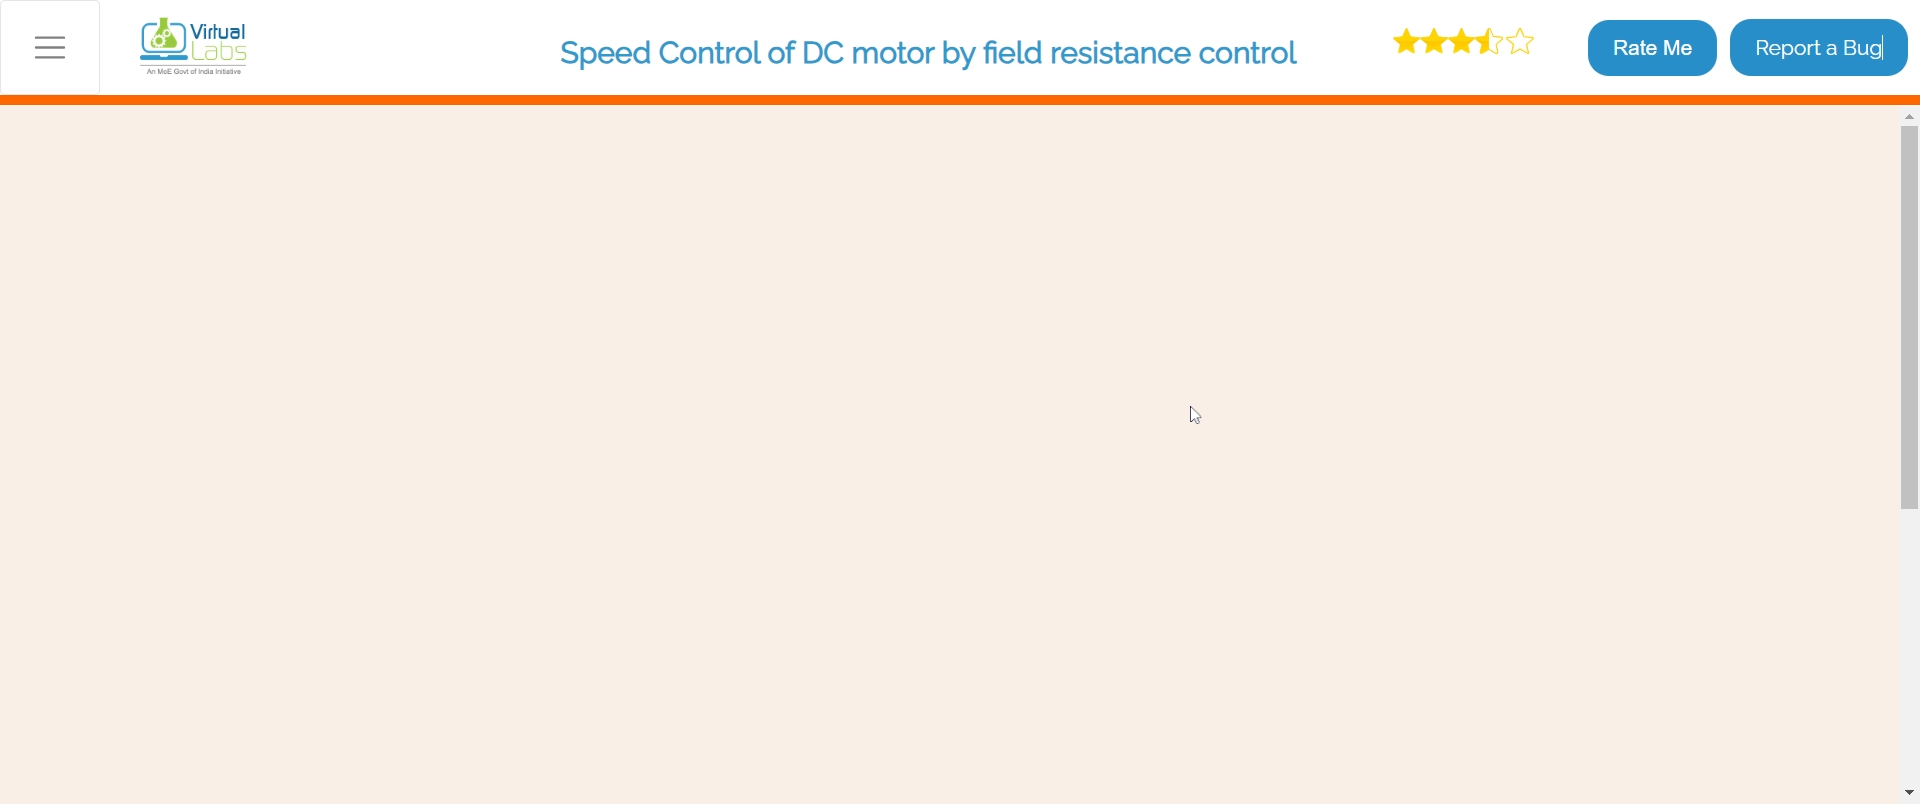 Virtual
Labs
An MoE Govt of India Initiative
Speed Control of DC motor by field resistance control
Rate Me
Report a Bug